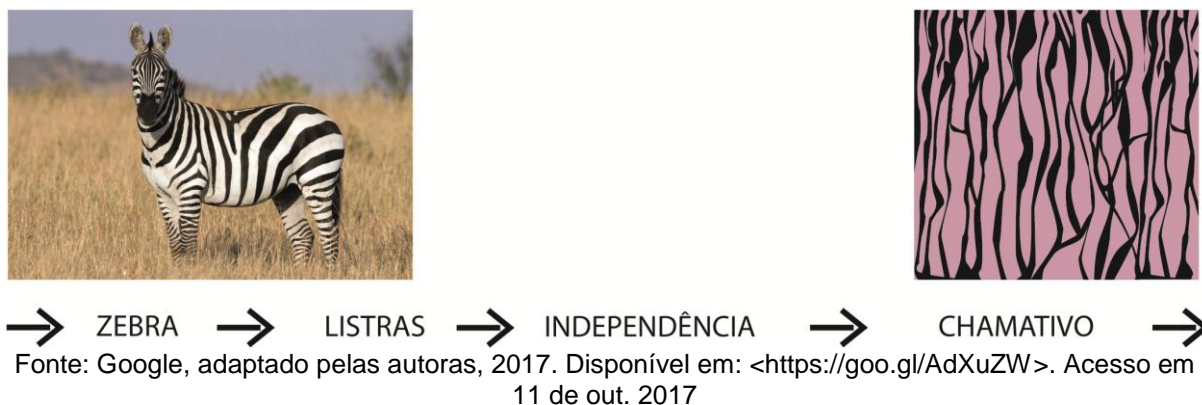 → ZEBRA → LISTRAS → INDEPENDÊNCIA → CHAMATIVO →
Fonte: Google, adaptado pelas autoras, 2017. Disponível em: <https://goo.gl/AdXuZW>. Acesso em
11 de out. 2017